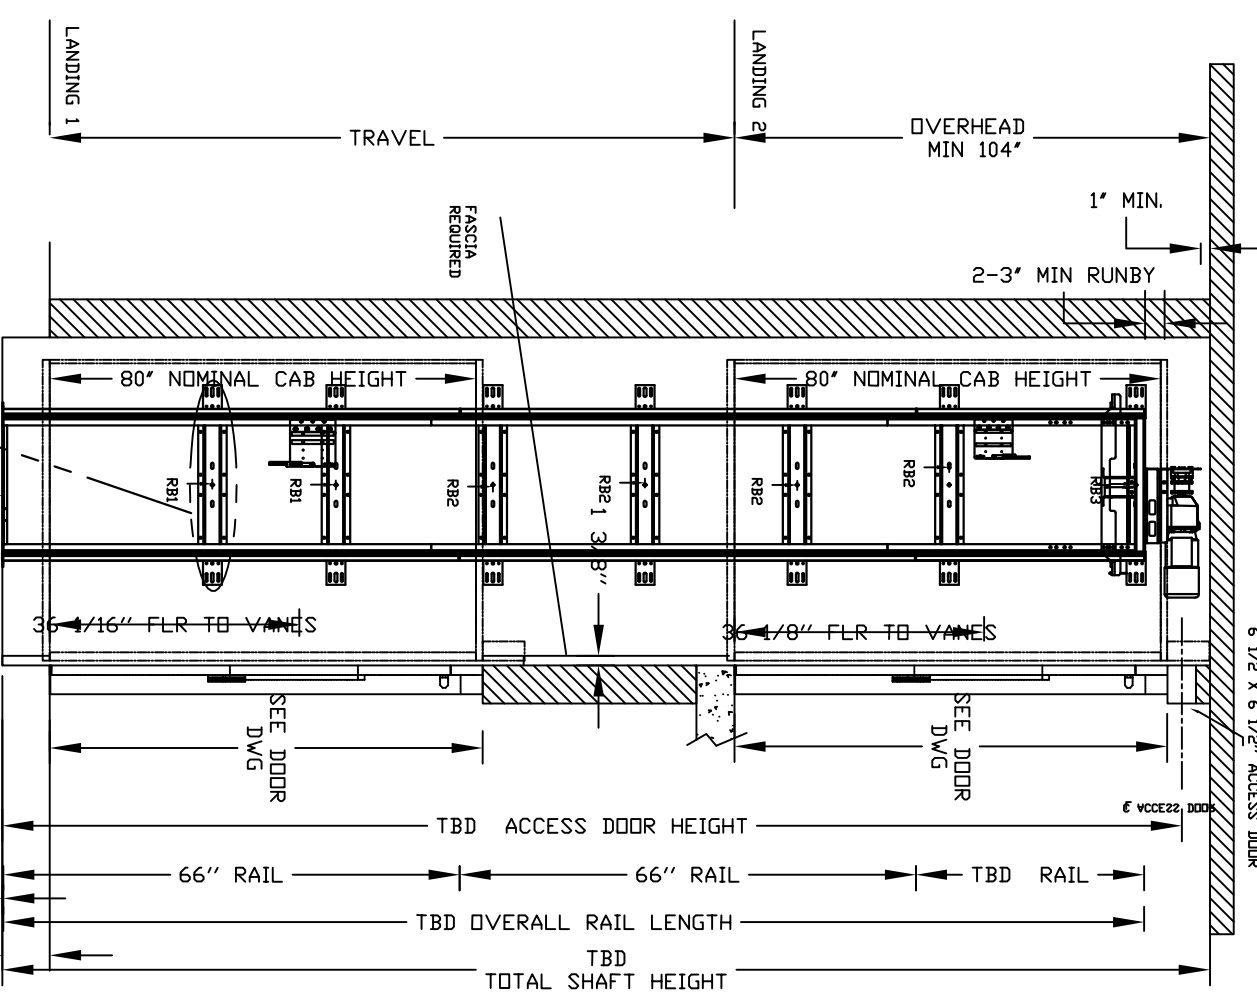 LANDING 1
LANDING 2
TRAVEL
OVERHEAD
MIN 104"
1" MIN.
2-3" MIN RUNBY
FASCIA
REQUIRED
80" NOMINAL CAB HEIGHT
80" NOMINAL CAB HEIGHT
RB1
RB1
RB2
RB2
RB2
RB2
RB3
1 3/8''
36 1/16'' FLR TO VANES
36 1/8'' FLR TO VANES
6 1/2 X 6 1/2" ACCESS DOOR
SEE DOOR
DWG
SEE DOOR
DWG
℄ ACCESS DOOR
TBD ACCESS DOOR HEIGHT
66'' RAIL
66'' RAIL
TBD RAIL
TBD OVERALL RAIL LENGTH
TBD
TOTAL SHAFT HEIGHT